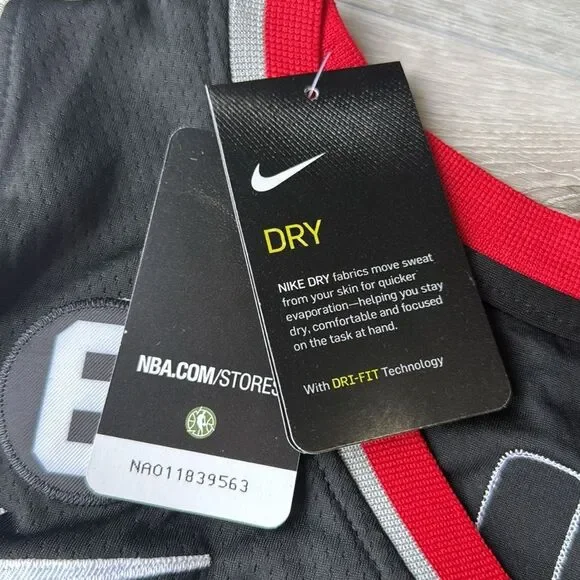 DRY
NIKE DRY fabrics move sweat
from your skin for quicker
evaporation—helping you stay
dry, comfortable and focused
on the task at hand.
With DRI-FIT Technology
NBA.COM/STORES
NA011839563
6